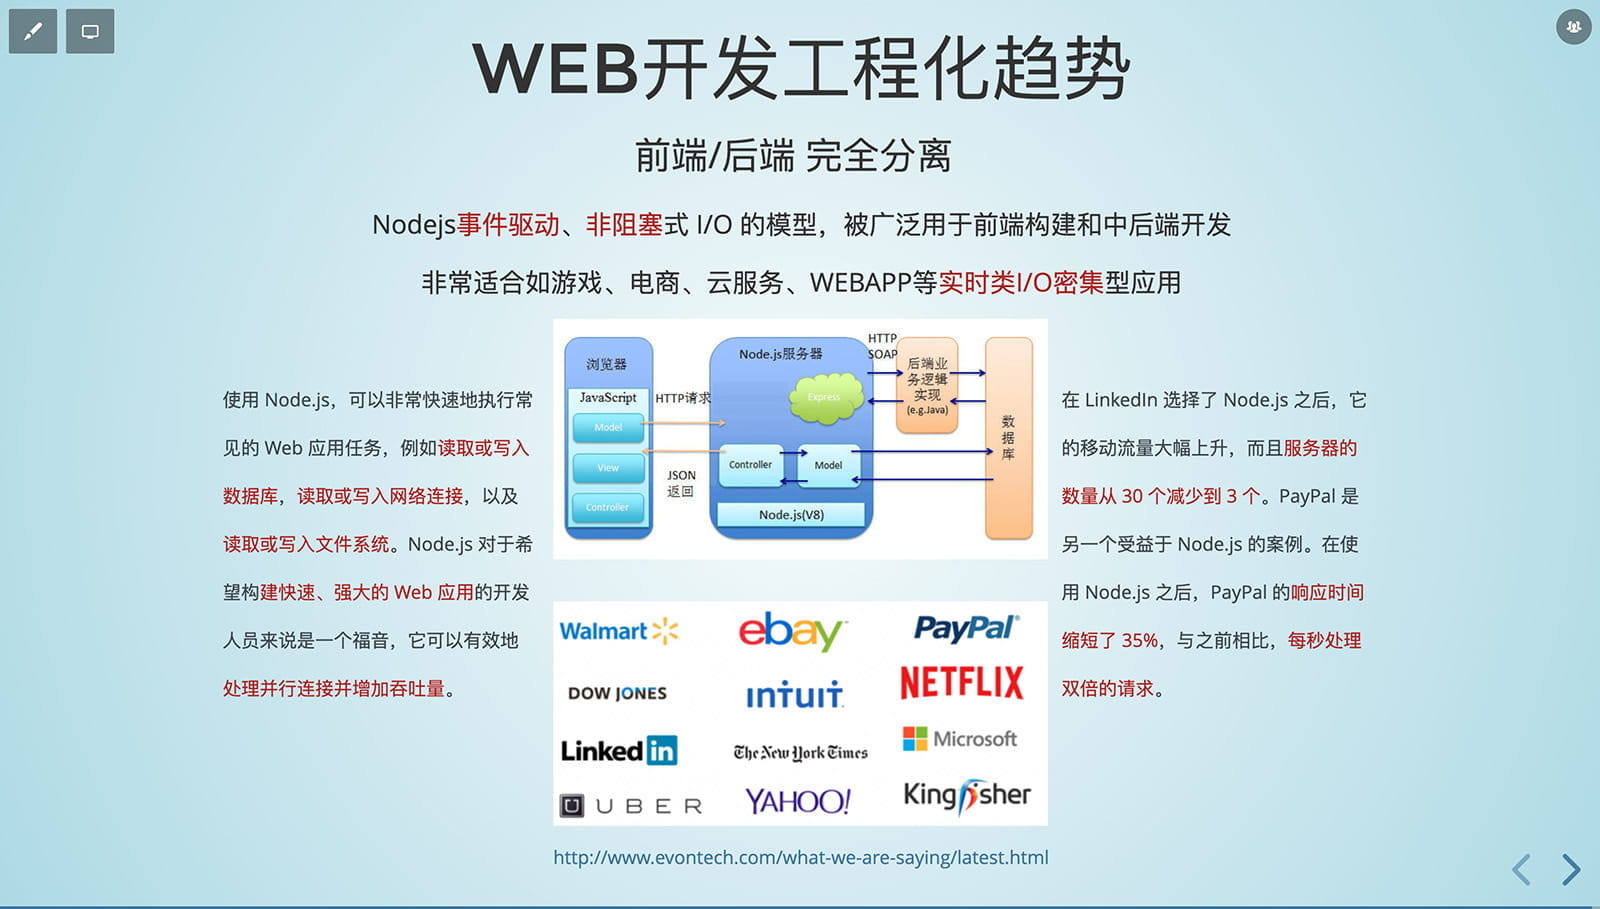 WEB开发工程化趋势
前端/后端 完全分离
Nodejs事件驱动、非阻塞式 I/O 的模型，被广泛用于前端构建和中后端开发
非常适合如游戏、电商、云服务、WEBAPP等实时类I/O密集型应用
使用 Node.js，可以非常快速地执行常
见的 Web 应用任务，例如读取或写入
数据库，读取或写入网络连接，以及
读取或写入文件系统。Node.js 对于希
望构建快速、强大的 Web 应用的开发
人员来说是一个福音，它可以有效地
处理并行连接并增加吞吐量。
浏览器
JavaScript
Model
View
Controller
HTTP请求
JSON
返回
Node.js服务器
Express
Controller
Model
Node.js(V8)
HTTP
SOAP
后端业
务逻辑
实现
(e.g.Java)
数
据
库
Walmart
ebay™
PayPal®
DOW JONES
intuit.
NETFLIX
Linked in
The New York Times
Microsoft
U UBER
YAHOO!
Kingfisher
http://www.evontech.com/what-we-are-saying/latest.html
在 LinkedIn 选择了 Node.js 之后，它
的移动流量大幅上升，而且服务器的
数量从 30 个减少到 3 个。PayPal 是
另一个受益于 Node.js 的案例。在使
用 Node.js 之后，PayPal 的响应时间
缩短了 35%，与之前相比，每秒处理
双倍的请求。